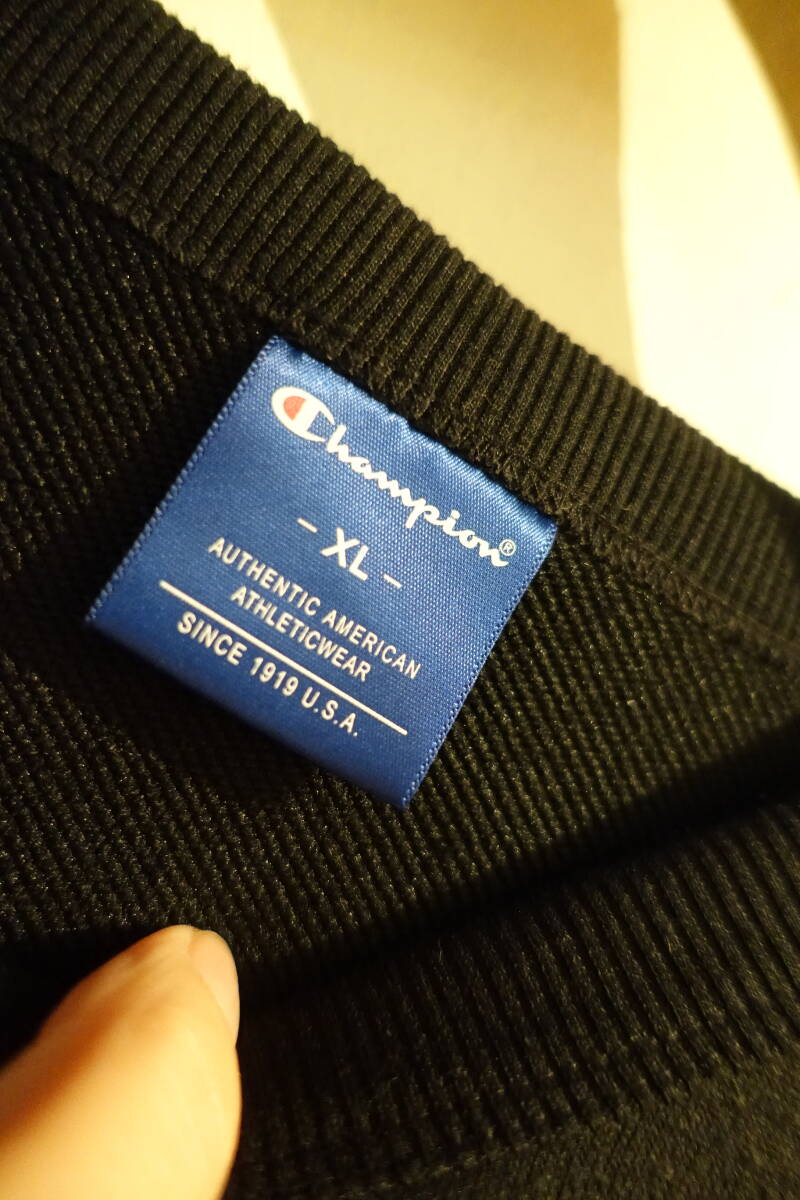 Champion®
- XL -
AUTHENTIC AMERICAN
ATHLETICWEAR
SINCE 1919 U.S.A.